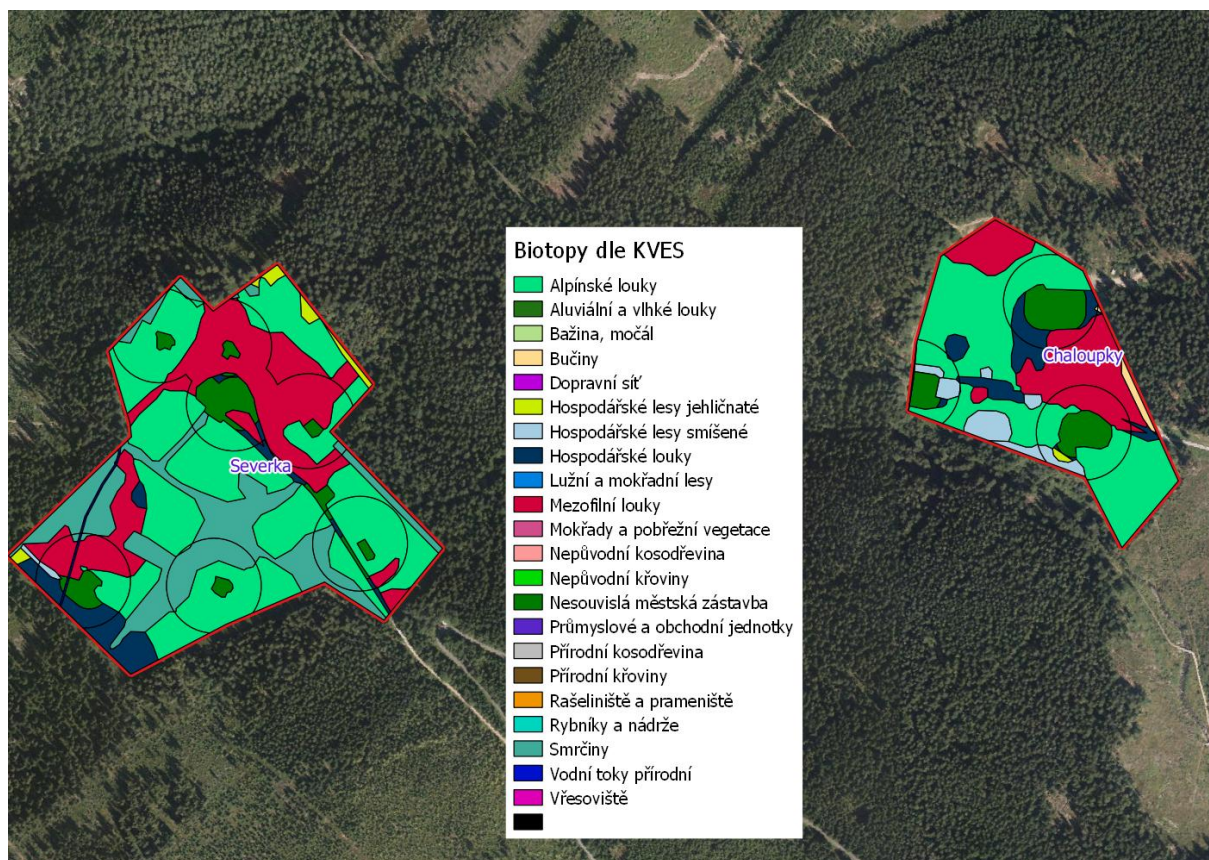 Biotopy dle KVES
Alpínské louky
Aluviální a vlhké louky
Bažina, močál
Bučiny
Dopravní síť
Hospodářské lesy jehličnaté
Hospodářské lesy smíšené
Hospodářské louky
Lužní a mokřadní lesy
Mezofilní louky
Mokřady a pobřežní vegetace
Nepůvodní kosodřevina
Nepůvodní křoviny
Nesouvislá městská zástavba
Průmyslové a obchodní jednotky
Přírodní kosodřevina
Přírodní křoviny
Rašeliniště a prameniště
Rybníky a nádrže
Smrčiny
Vodní toky přírodní
Vřesoviště
Severka
Chaloupky